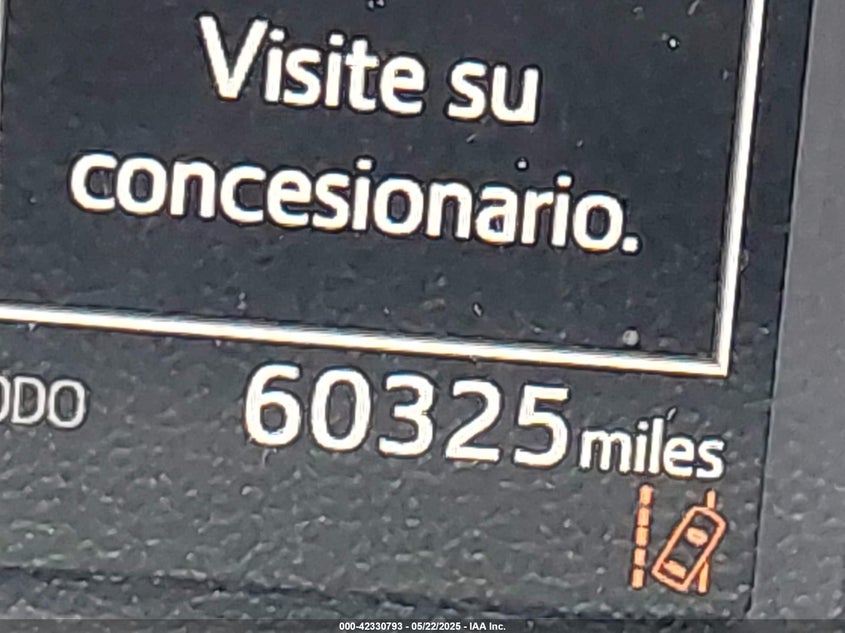 Visite su
concesionario.
ODO 60325 miles
000-42330793 - 05/22/2025 - IAA Inc.